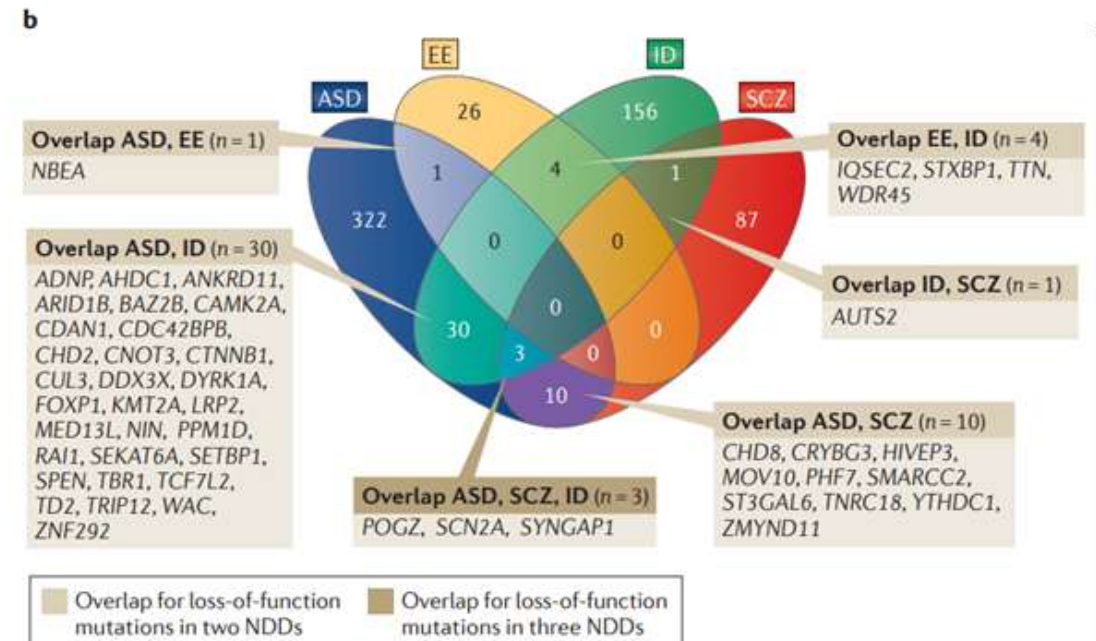 b
EE
ID
ASD
SCZ
26
156
Overlap ASD, EE (n = 1)
NBEA
1
4
1
322
87
0
0
0
30
0
3
0
10
Overlap EE, ID (n = 4)
IQSEC2, STXBP1, TTN,
WDR45
Overlap ASD, ID (n = 30)
ADNP, AHDC1, ANKRD11,
ARID1B, BAZ2B, CAMK2A,
CDAN1, CDC42BPB,
CHD2, CNOT3, CTNNB1,
CUL3, DDX3X, DYRK1A,
FOXP1, KMT2A, LRP2,
MED13L, NIN, PPM1D,
RAI1, SEKAT6A, SETBP1,
SPEN, TBR1, TCF7L2,
TD2, TRIP12, WAC,
ZNF292
Overlap ID, SCZ (n = 1)
AUTS2
Overlap ASD, SCZ (n = 10)
CHD8, CRYBG3, HIVEP3,
MOV10, PHF7, SMARCC2,
ST3GAL6, TNRC18, YTHDC1,
ZMYND11
Overlap ASD, SCZ, ID (n = 3)
POGZ, SCN2A, SYNGAP1
Overlap for loss-of-function
mutations in two NDDs
Overlap for loss-of-function
mutations in three NDDs